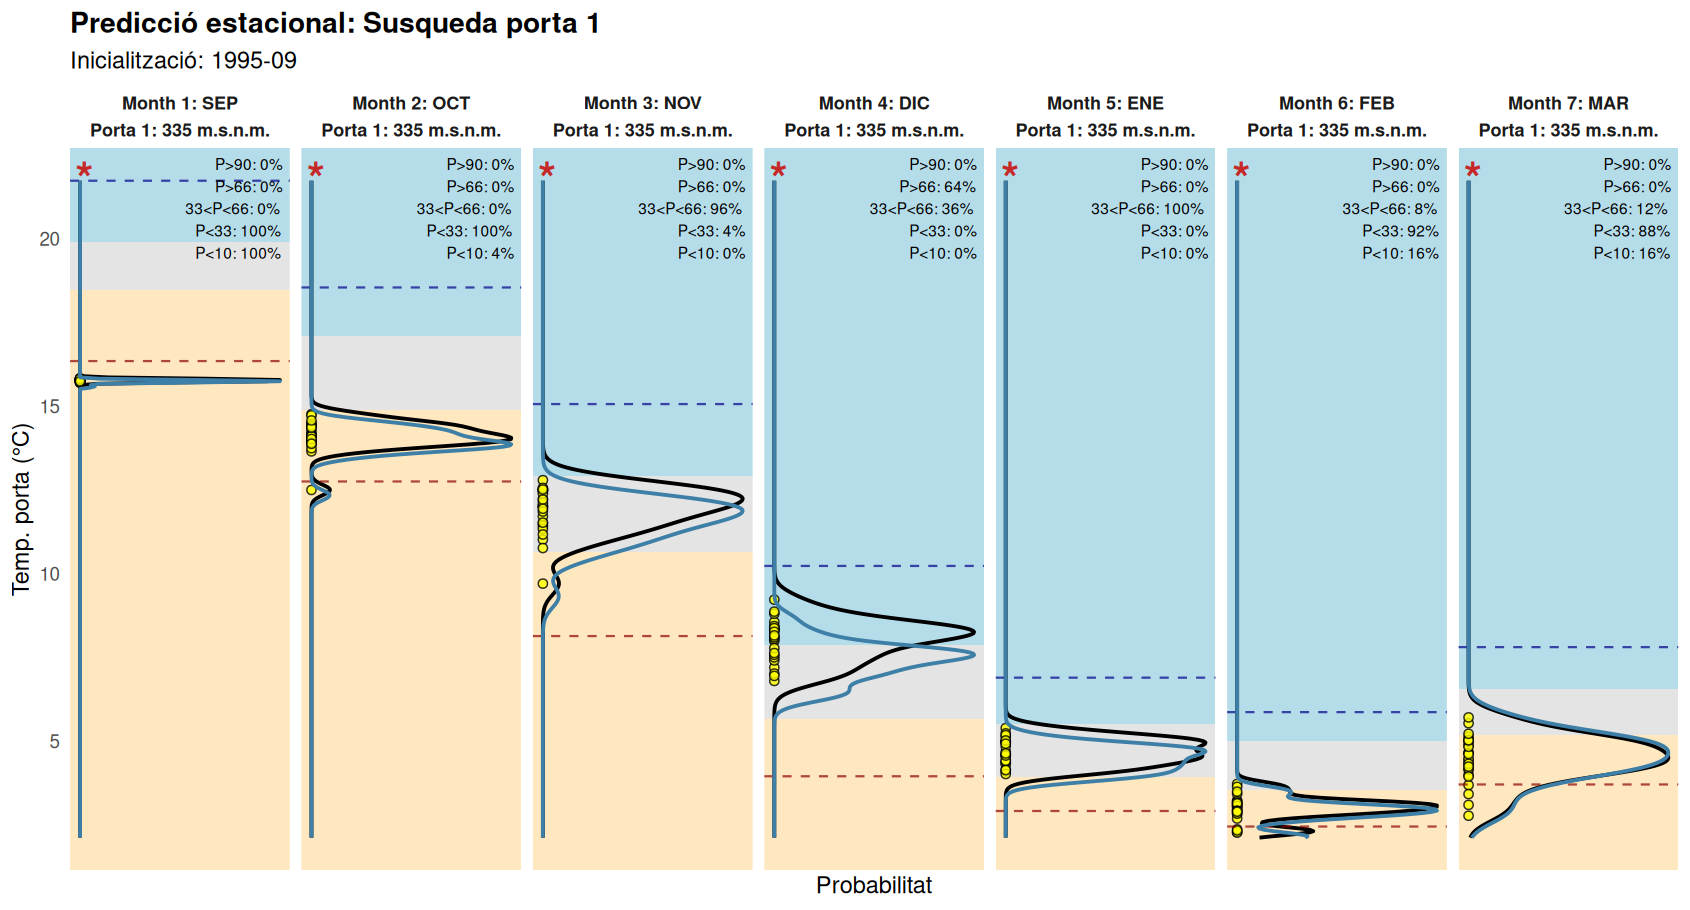 Predicció estacional: Susqueda porta 1
Inicialització: 1995-09
Month 1: SEP
Porta 1: 335 m.s.n.m.
Month 2: OCT
Porta 1: 335 m.s.n.m.
Month 3: NOV
Porta 1: 335 m.s.n.m.
Month 4: DIC
Porta 1: 335 m.s.n.m.
Month 5: ENE
Porta 1: 335 m.s.n.m.
Month 6: FEB
Porta 1: 335 m.s.n.m.
Month 7: MAR
Porta 1: 335 m.s.n.m.
*
P>90: 0%
P>66: 0%
33<P<66: 0%
P<33: 100%
P<10: 100%
*
P>90: 0%
P>66: 0%
33<P<66: 0%
P<33: 100%
P<10: 4%
*
P>90: 0%
P>66: 0%
33<P<66: 96%
P<33: 4%
P<10: 0%
*
P>90: 0%
P>66: 64%
33<P<66: 36%
P<33: 0%
P<10: 0%
*
P>90: 0%
P>66: 0%
33<P<66: 100%
P<33: 0%
P<10: 0%
*
P>90: 0%
P>66: 0%
33<P<66: 8%
P<33: 92%
P<10: 16%
*
P>90: 0%
P>66: 0%
33<P<66: 12%
P<33: 88%
P<10: 16%
20
15
10
5
Temp. porta (°C)
Probabilitat